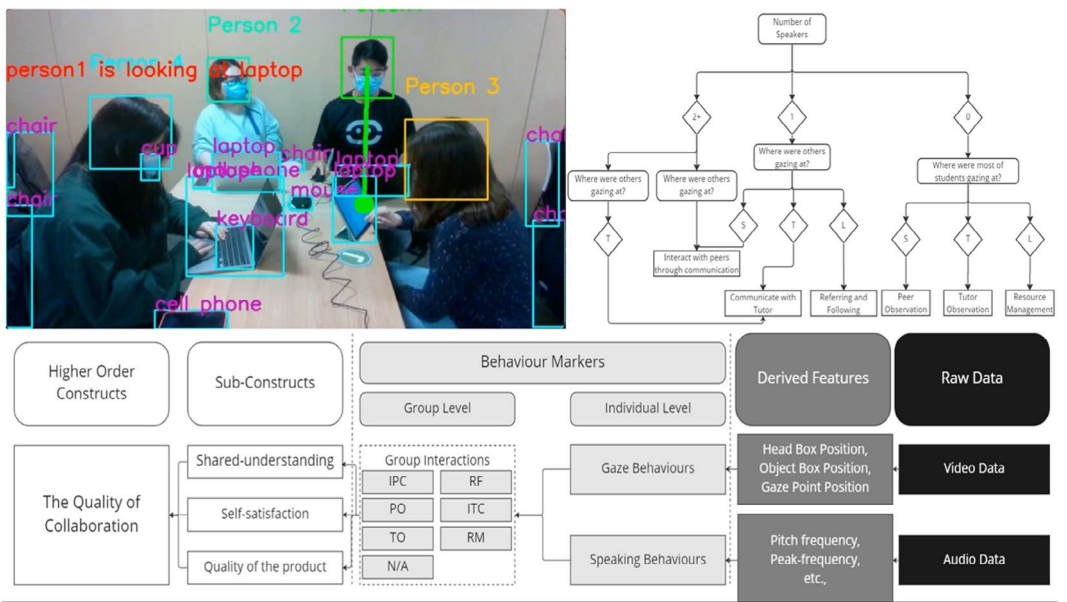 Person 2
Person 4
person1 is looking at laptop
Person 3
chair
cup
laptop
chair
laptop
cell phone
laptop
laptop
mouse
chair
keyboard
cell phone
Number of
Speakers
2+
1
0
Where were others
gazing at?
Where were others
gazing at?
Where were others
gazing at?
Where were most of
students gazing at?
T
S
T
L
S
T
L
Interact with peers
through communication
Communicate with
Tutor
Referring and
Following
Peer
Observation
Tutor
Observation
Resource
Management
Higher Order
Constructs
Sub-Constructs
Behaviour Markers
Group Level
Individual Level
Derived Features
Raw Data
The Quality of
Collaboration
Shared-understanding
Self-satisfaction
Quality of the product
Group Interactions
IPC
RF
PO
ITC
TO
RM
N/A
Gaze Behaviours
Speaking Behaviours
Head Box Position,
Object Box Position,
Gaze Point Position
Pitch frequency,
Peak-frequency,
etc.,
Video Data
Audio Data